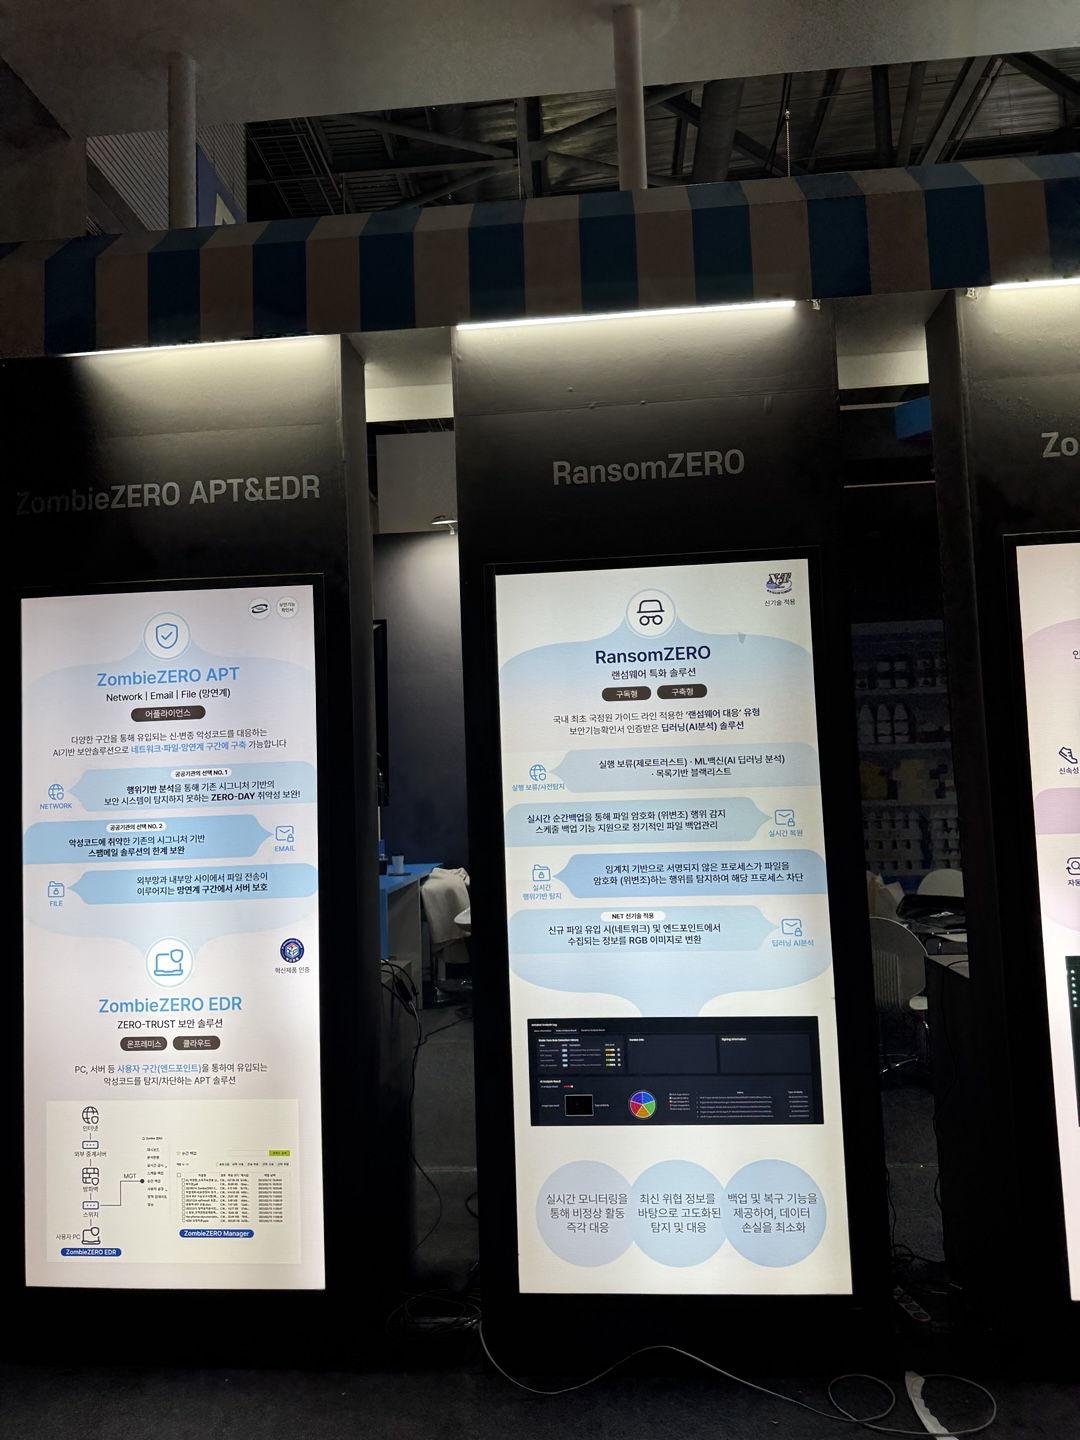 ZombieZERO APT&EDR
보안기능
확인서
ZombieZERO APT
Network | Email | File (망연계)
어플라이언스
다양한 구간을 통해 유입되는 신·변종 악성코드를 대응하는
AI기반 보안솔루션으로 네트워크·파일·망연계 구간에 구축 가능합니다
공공기관의 선택 NO. 1
행위기반 분석을 통해 기존 시그니처 기반의
보안 시스템이 탐지하지 못하는 ZERO-DAY 취약성 보완!
NETWORK
공공기관의 선택 NO. 2
악성코드에 취약한 기존의 시그니처 기반
스팸메일 솔루션의 한계 보완
EMAIL
외부망과 내부망 사이에서 파일 전송이
이루어지는 망연계 구간에서 서버 보호
FILE
혁신제품 인증
ZombieZERO EDR
ZERO-TRUST 보안 솔루션
온프레미스
클라우드
PC, 서버 등 사용자 구간(엔드포인트)을 통하여 유입되는
악성코드를 탐지/차단하는 APT 솔루션
인터넷
외부 중계서버
방화벽
MGT
스위치
사용자 PC
ZombieZERO EDR
ZombieZERO Manager
RansomZERO
NET
신기술 적용
RansomZERO
랜섬웨어 특화 솔루션
구독형
구축형
국내 최초 국정원 가이드 라인 적용한 '랜섬웨어 대응' 유형
보안기능확인서 인증받은 딥러닝(AI분석) 솔루션
실행 보류(제로트러스트) · ML백신(AI 딥러닝 분석)
· 목록기반 블랙리스트
실행 보류/사전탐지
실시간 순간백업을 통해 파일 암호화 (위변조) 행위 감지
스케줄 백업 기능 지원으로 정기적인 파일 백업관리
실시간 복원
임계치 기반으로 서명되지 않은 프로세스가 파일을
암호화 (위변조)하는 행위를 탐지하여 해당 프로세스 차단
실시간
행위기반 탐지
NET 신기술 적용
신규 파일 유입 시(네트워크) 및 엔드포인트에서
수집되는 정보를 RGB 이미지로 변환
딥러닝 AI분석
실시간 모니터링을
통해 비정상 활동
즉각 대응
최신 위협 정보를
바탕으로 고도화된
탐지 및 대응
백업 및 복구 기능을
제공하여, 데이터
손실을 최소화
Zo
신속성
자동